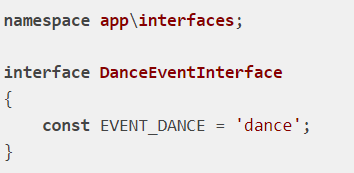 namespace app\interfaces;
interface DanceEventInterface
{
    const EVENT_DANCE = 'dance';
}